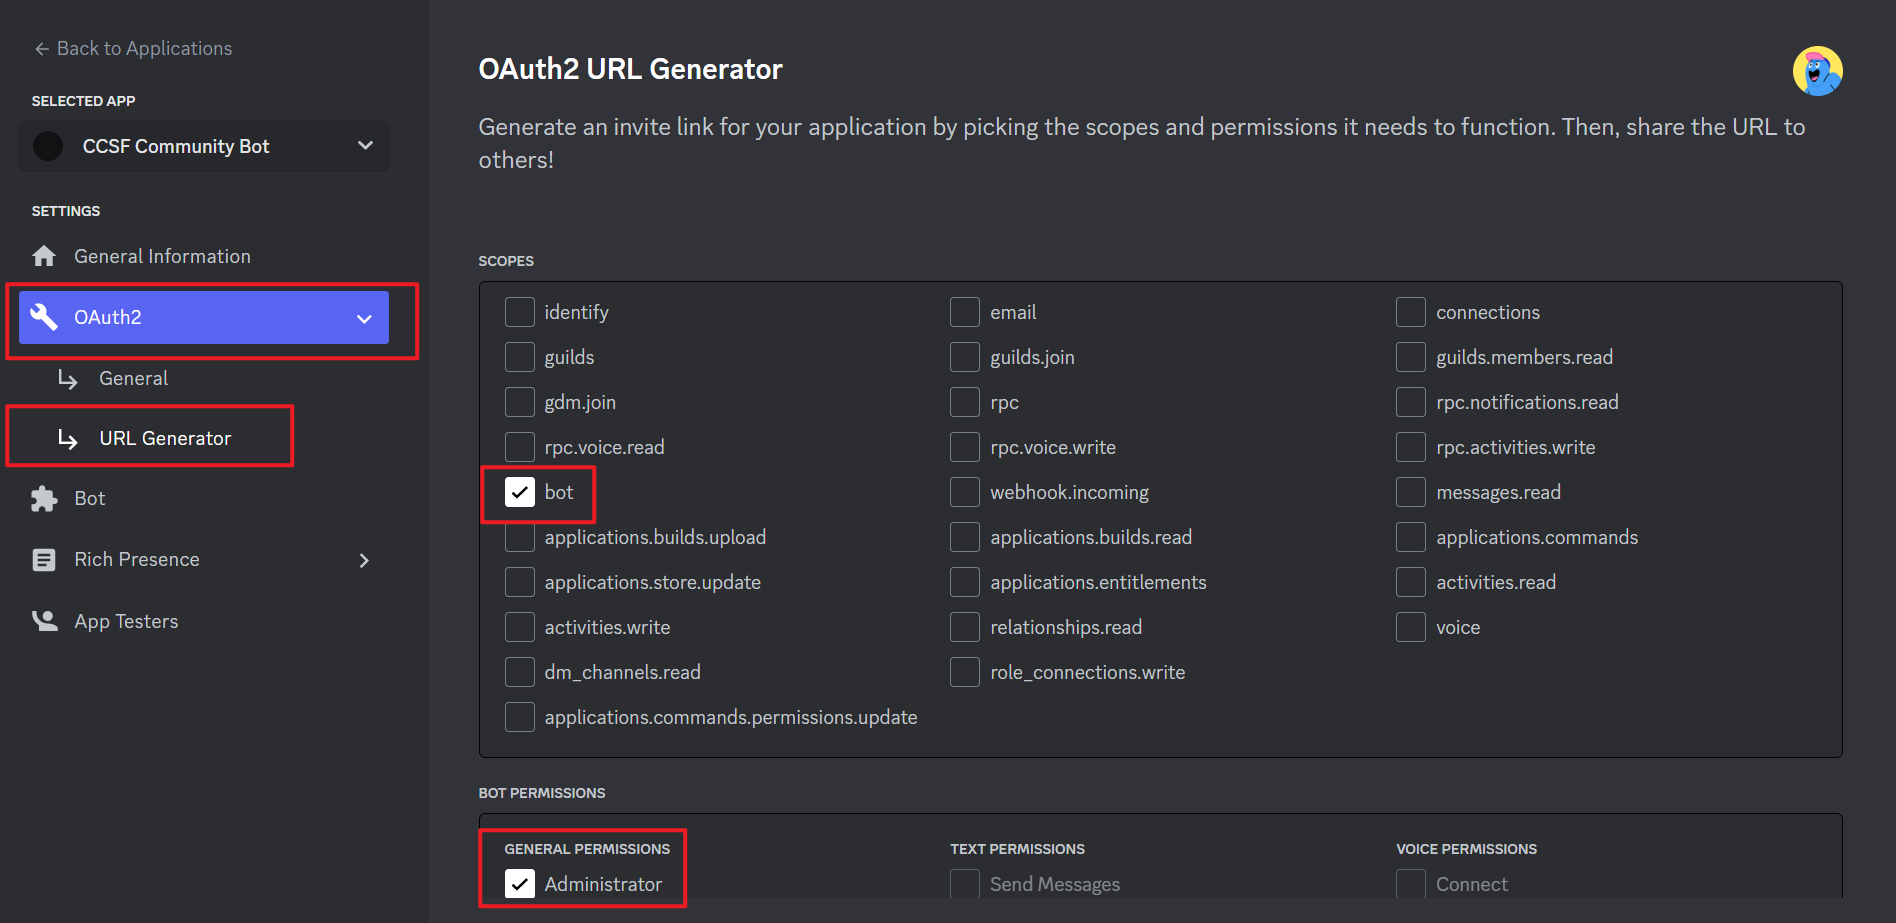 Back to Applications
SELECTED APP
CCSF Community Bot
SETTINGS
General Information
OAuth2
General
URL Generator
Bot
Rich Presence
App Testers
OAuth2 URL Generator
Generate an invite link for your application by picking the scopes and permissions it needs to function. Then, share the URL to
others!
SCOPES
identify
email
connections
guilds
guilds.join
guilds.members.read
gdm.join
rpc
rpc.notifications.read
rpc.voice.read
rpc.voice.write
rpc.activities.write
bot
webhook.incoming
messages.read
applications.builds.upload
applications.builds.read
applications.commands
applications.store.update
applications.entitlements
activities.read
activities.write
relationships.read
voice
dm_channels.read
role_connections.write
applications.commands.permissions.update
BOT PERMISSIONS
GENERAL PERMISSIONS
TEXT PERMISSIONS
VOICE PERMISSIONS
Administrator
Send Messages
Connect